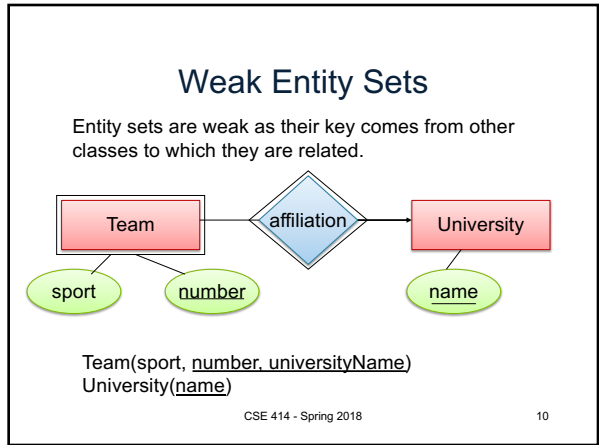 Weak Entity Sets
Entity sets are weak as their key comes from other
classes to which they are related.
Team
affiliation
University
sport
number
name
Team(sport, number, universityName)
University(name)
CSE 414 - Spring 2018
10